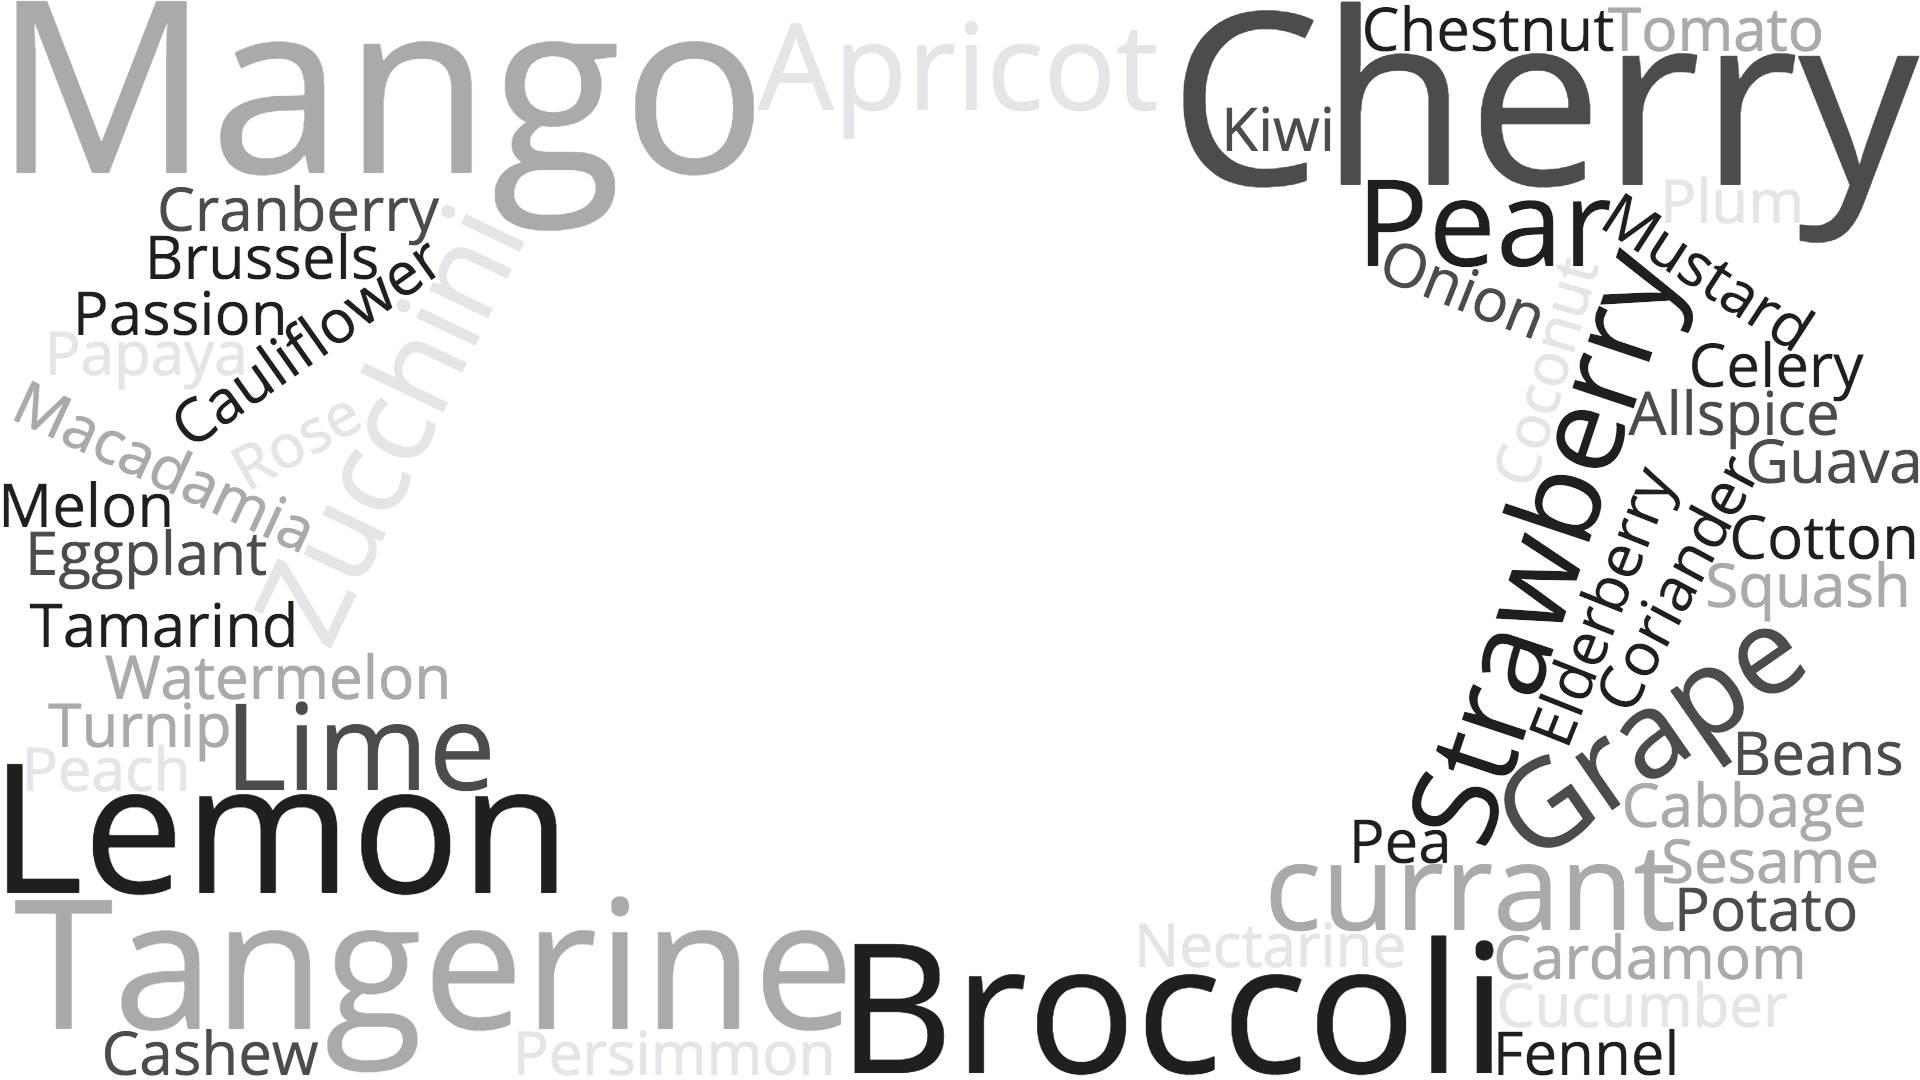 Mango
Apricot
Cherry
Chestnut
Tomato
Kiwi
Cranberry
Brussels
Passion
Papaya
Cauliflower
zucchini
Rose
Macadamia
Melon
Eggplant
Tamarind
Watermelon
Turnip
Lime
Peach
Lemon
Tangerine
Cashew
Persimmon
Pear
Plum
Mustard
Onion
Coconut
Strawberry
Celery
Allspice
Guava
Elderberry
Coriander
Cotton
Squash
Grape
Beans
Cabbage
Pea
currant
Sesame
Potato
Nectarine
Broccoli
Cardamom
Cucumber
Fennel